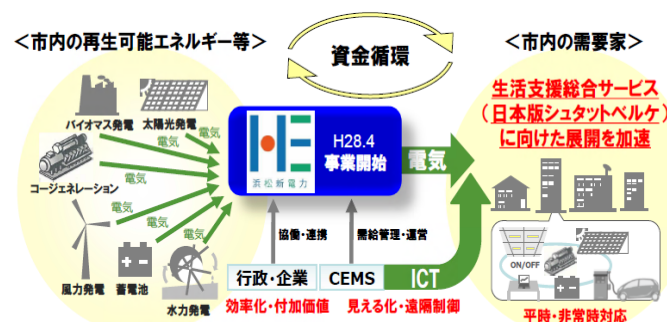 ＜市内の再生可能エネルギー等＞
資金循環
＜市内の需要家＞
バイオマス発電
太陽光発電
電気
電気
コージェネレーション
電気
電気
電気
電気
風力発電
蓄電池
水力発電
浜松新電力
H28.4
事業開始
電気
生活支援総合サービス
（日本版シュタットベルケ）
に向けた展開を加速
協働・連携
需給管理・運営
行政・企業
CEMS
ICT
効率化・付加価値
見える化・遠隔制御
ON/OFF
平時・非常時対応